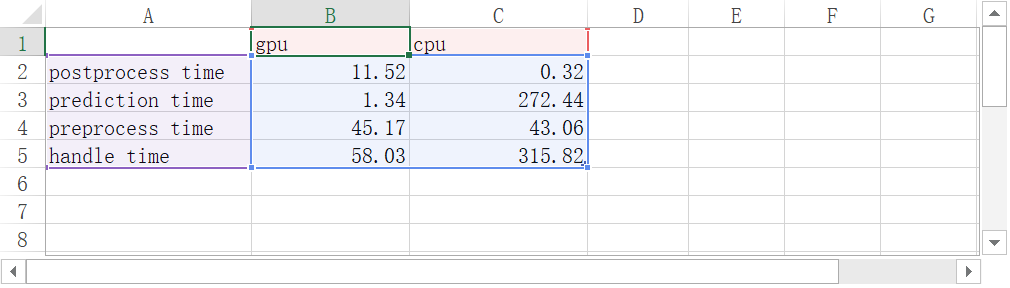 A B C D E F G
1 gpu cpu
2 postprocess time 11.52 0.32
3 prediction time 1.34 272.44
4 preprocess time 45.17 43.06
5 handle time 58.03 315.82
6
7
8